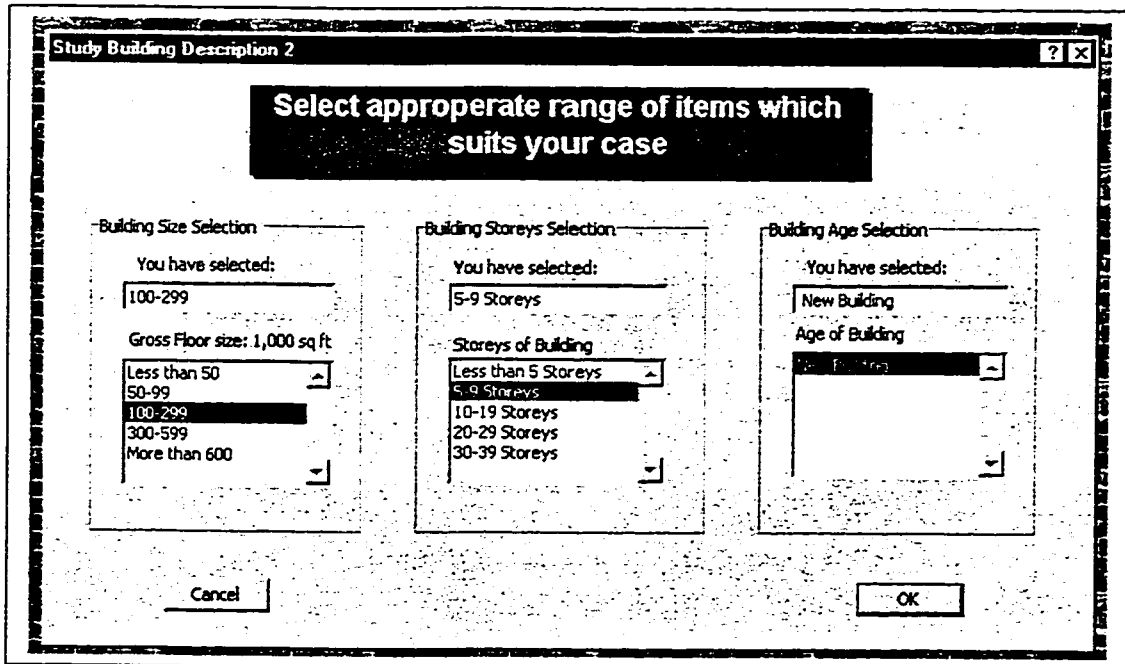 Study Building Description 2
? X
Select approperate range of items which
suits your case
Building Size Selection
You have selected:
100-299
Gross Floor size: 1,000 sq ft
Less than 50
50-99
100-299
300-599
More than 600
Building Storeys Selection
You have selected:
5-9 Storeys
Storeys of Building
Less than 5 Storeys
5-9 Storeys
10-19 Storeys
20-29 Storeys
30-39 Storeys
Building Age Selection
You have selected:
New Building
Age of Building
Building
Cancel
OK